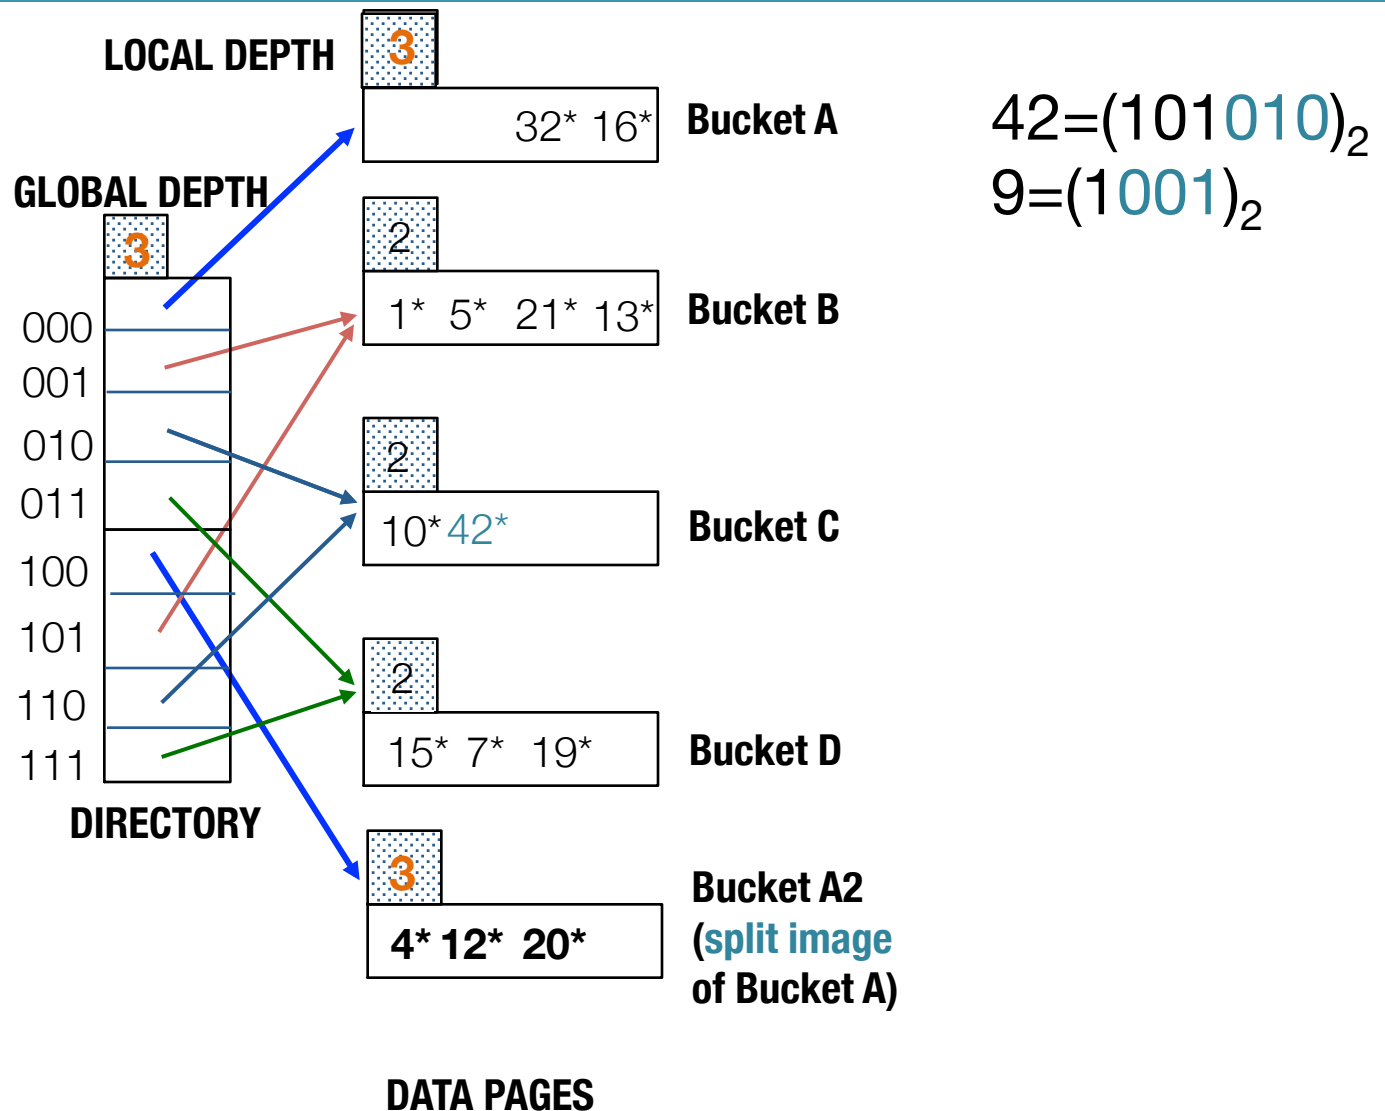 LOCAL DEPTH
3
32* 16*
Bucket A
42=(101010)2
9=(1001)2
GLOBAL DEPTH
3
2
1* 5* 21* 13*
Bucket B
000
001
010
011
100
101
110
111
DIRECTORY
2
10* 42*
Bucket C
2
15* 7* 19*
Bucket D
3
4* 12* 20*
Bucket A2
(split image
of Bucket A)
DATA PAGES